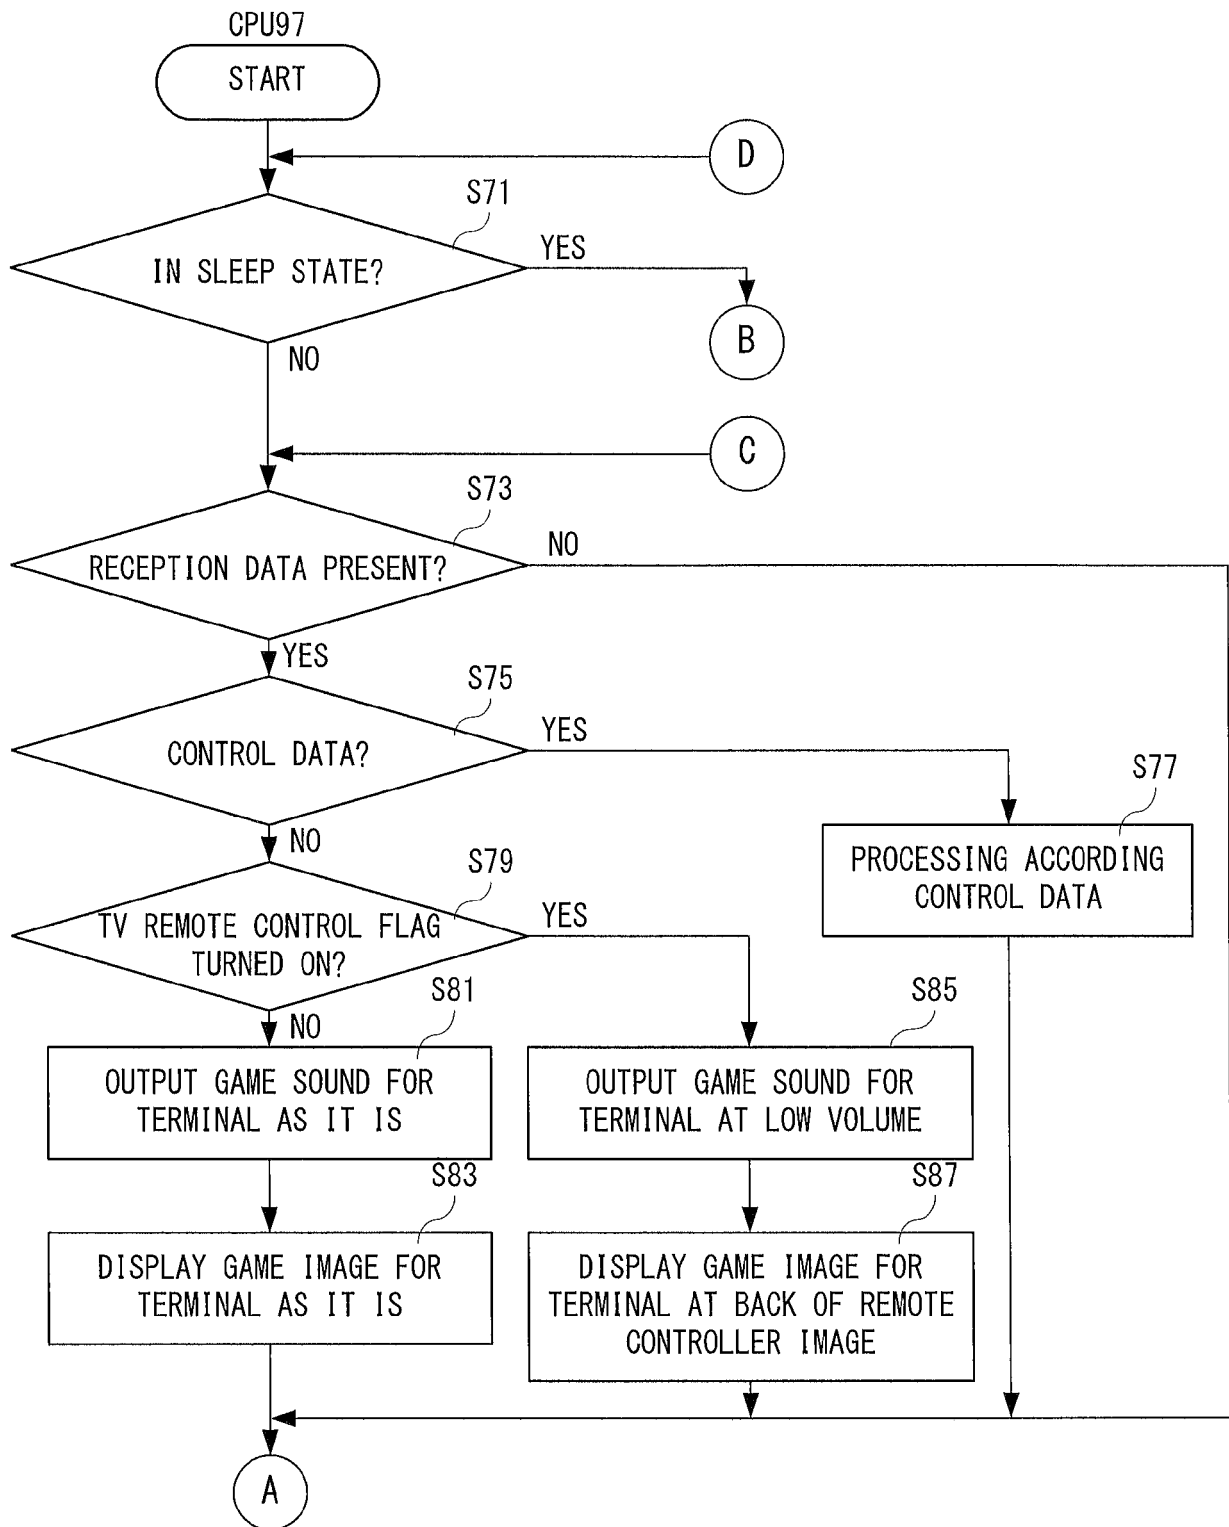 CPU97
START
D
S71
IN SLEEP STATE?
YES
B
NO
C
S73
RECEPTION DATA PRESENT?
NO
YES
S75
CONTROL DATA?
YES
S77
PROCESSING ACCORDING
CONTROL DATA
NO
S79
TV REMOTE CONTROL FLAG
TURNED ON?
YES
NO
S81
OUTPUT GAME SOUND FOR
TERMINAL AS IT IS
S85
OUTPUT GAME SOUND FOR
TERMINAL AT LOW VOLUME
S83
DISPLAY GAME IMAGE FOR
TERMINAL AS IT IS
S87
DISPLAY GAME IMAGE FOR
TERMINAL AT BACK OF REMOTE
CONTROLLER IMAGE
A